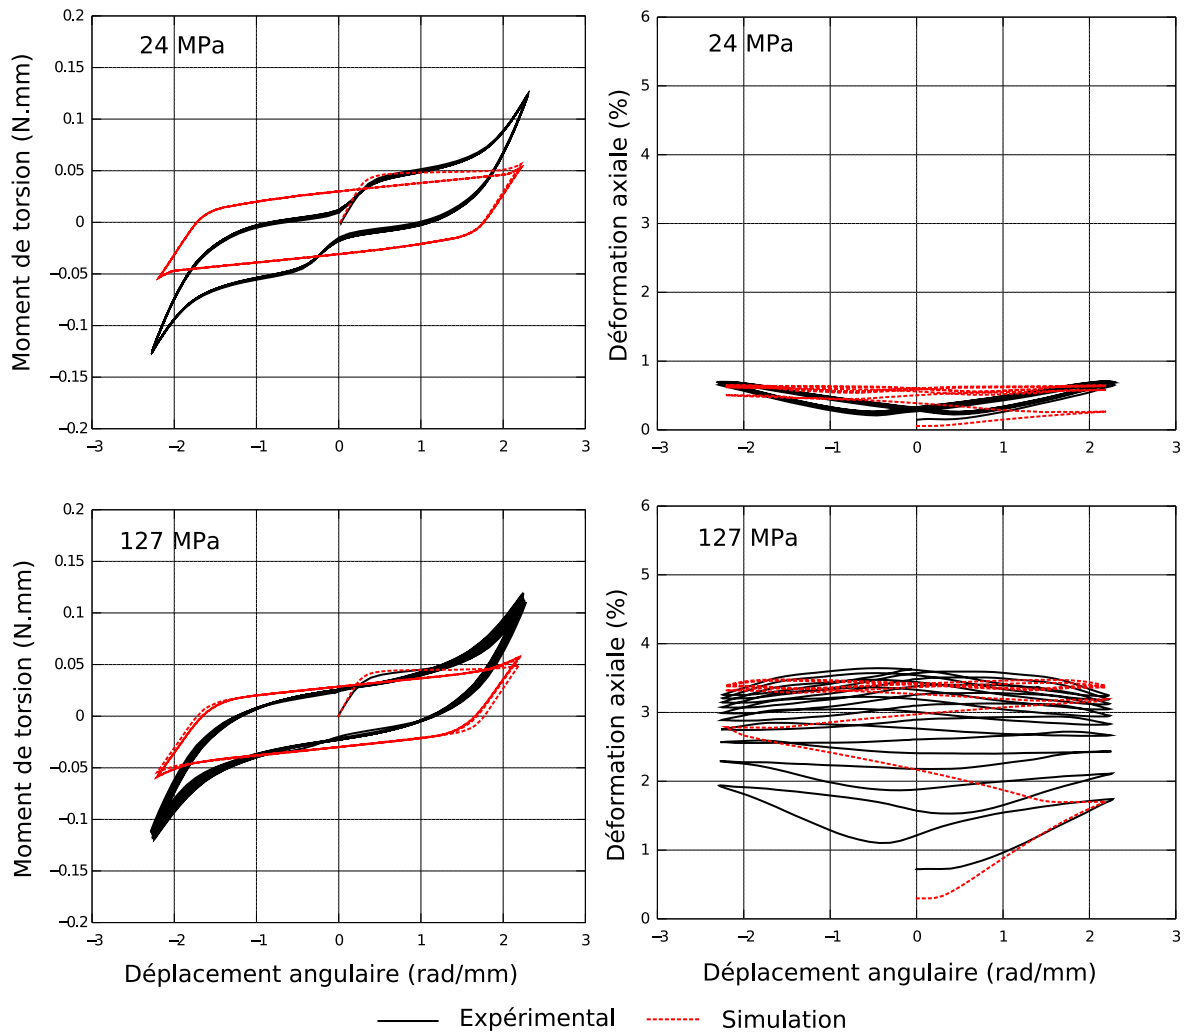 24 MPa
Moment de torsion (N.mm)
0.2
0.15
0.1
0.05
0
−0.05
−0.1
−0.15
−0.2
−3 −2 −1 0 1 2 3
24 MPa
Déformation axiale (%)
6
5
4
3
2
1
0
−3 −2 −1 0 1 2 3
127 MPa
Moment de torsion (N.mm)
0.2
0.15
0.1
0.05
0
−0.05
−0.1
−0.15
−0.2
−3 −2 −1 0 1 2 3
Déplacement angulaire (rad/mm)
127 MPa
Déformation axiale (%)
6
5
4
3
2
1
0
−3 −2 −1 0 1 2 3
Déplacement angulaire (rad/mm)
Expérimental Simulation